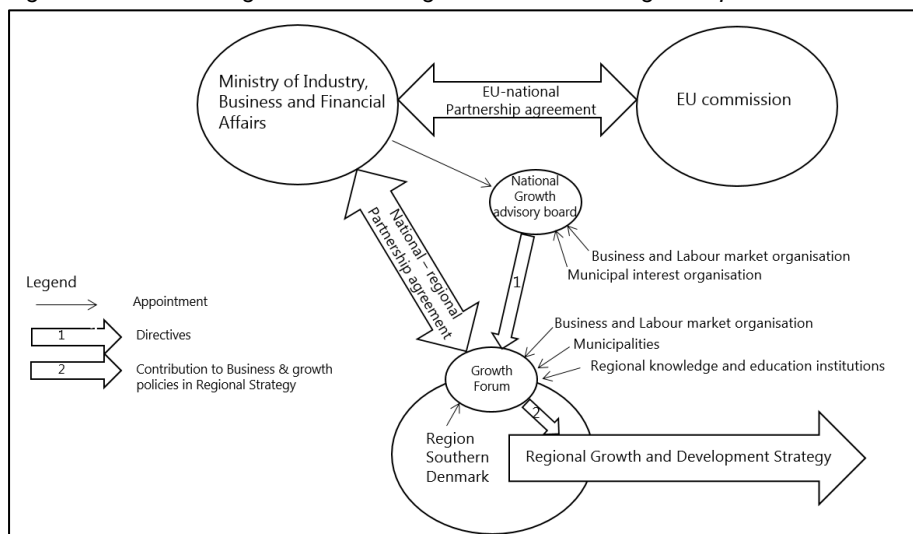 Ministry of Industry,
Business and Financial
Affairs
EU-national
Partnership agreement
EU commission
National
Growth
advisory board
Business and Labour market organisation
Municipal interest organisation
National – regional
Partnership agreement
1
Legend
Appointment
1
Directives
2
Contribution to Business & growth
policies in Regional Strategy
Business and Labour market organisation
Municipalities
Regional knowledge and education institutions
Growth
Forum
2
Region
Southern
Denmark
Regional Growth and Development Strategy